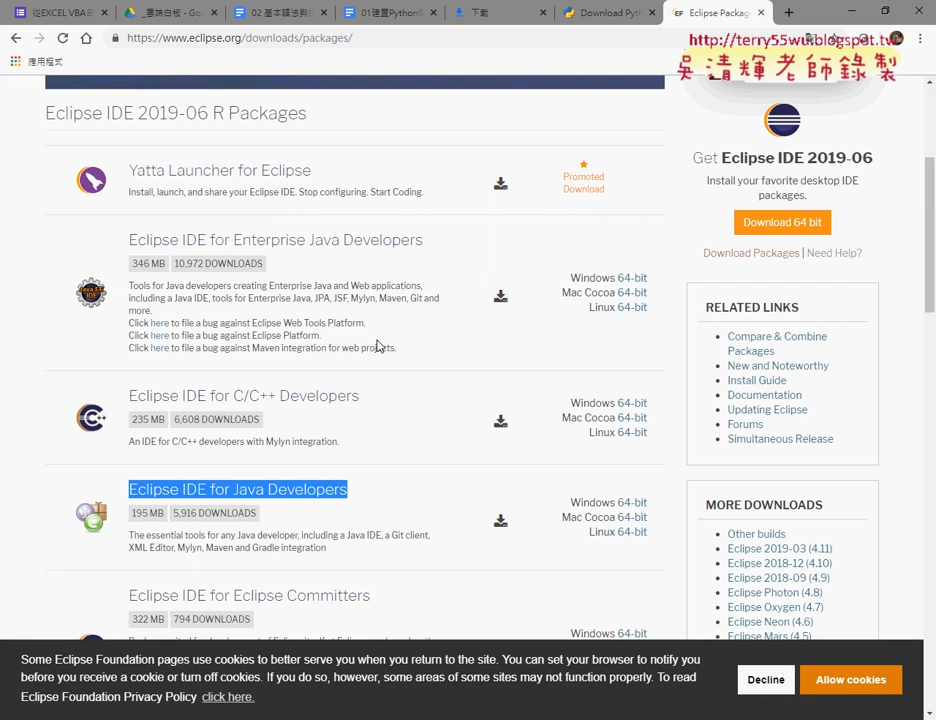 從EXCEL VBA
_雲端白板 - Go
02 基本語法與
01建置Python
下載
Download Pyth
Eclipse Packag
https://www.eclipse.org/downloads/packages/
http://terry55wu.blogspot.tw
應用程式
吳清輝老師錄製
Eclipse IDE 2019-06 R Packages
Yatta Launcher for Eclipse
Install, launch, and share your Eclipse IDE. Stop configuring. Start Coding.
Promoted
Download
Eclipse IDE for Enterprise Java Developers
346 MB 10,972 DOWNLOADS
Tools for Java developers creating Enterprise Java and Web applications,
including a Java IDE, tools for Enterprise Java, JPA, JSF, Mylyn, Maven, Git and
more.
Click here to file a bug against Eclipse Web Tools Platform.
Click here to file a bug against Eclipse Platform.
Click here to file a bug against Maven integration for web projects.
Windows 64-bit
Mac Cocoa 64-bit
Linux 64-bit
Eclipse IDE for C/C++ Developers
235 MB 6,608 DOWNLOADS
An IDE for C/C++ developers with Mylyn integration.
Windows 64-bit
Mac Cocoa 64-bit
Linux 64-bit
Eclipse IDE for Java Developers
195 MB 5,916 DOWNLOADS
The essential tools for any Java developer, including a Java IDE, a Git client,
XML Editor, Mylyn, Maven and Gradle integration
Windows 64-bit
Mac Cocoa 64-bit
Linux 64-bit
Eclipse IDE for Eclipse Committers
322 MB 794 DOWNLOADS
Windows 64-bit
Get Eclipse IDE 2019-06
Install your favorite desktop IDE
packages.
Download 64 bit
Download Packages | Need Help?
RELATED LINKS
Compare & Combine
Packages
New and Noteworthy
Install Guide
Documentation
Updating Eclipse
Forums
Simultaneous Release
MORE DOWNLOADS
Other builds
Eclipse 2019-03 (4.11)
Eclipse 2018-12 (4.10)
Eclipse 2018-09 (4.9)
Eclipse Photon (4.8)
Eclipse Oxygen (4.7)
Eclipse Neon (4.6)
Eclipse Mars (4.5)
Some Eclipse Foundation pages use cookies to better serve you when you return to the site. You can set your browser to notify you
before you receive a cookie or turn off cookies. If you do so, however, some areas of some sites may not function properly. To read
Eclipse Foundation Privacy Policy click here.
Decline
Allow cookies